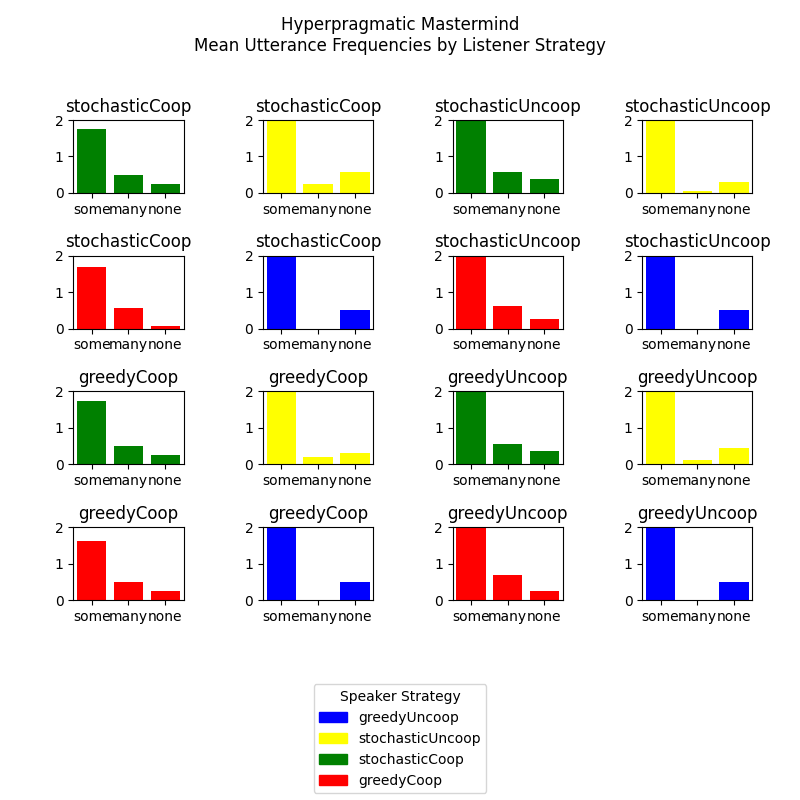 Hyperpragmatic Mastermind
Mean Utterance Frequencies by Listener Strategy
stochasticCoop stochasticCoop stochasticUncoop stochasticUncoop
2 2 2 2
1 1 1 1
0 0 0 0
some many none some many none some many none some many none
stochasticCoop stochasticCoop stochasticUncoop stochasticUncoop
2 2 2 2
1 1 1 1
0 0 0 0
some many none some many none some many none some many none
greedyCoop greedyCoop greedyUncoop greedyUncoop
2 2 2 2
1 1 1 1
0 0 0 0
some many none some many none some many none some many none
greedyCoop greedyCoop greedyUncoop greedyUncoop
2 2 2 2
1 1 1 1
0 0 0 0
some many none some many none some many none some many none
Speaker Strategy
greedyUncoop
stochasticUncoop
stochasticCoop
greedyCoop